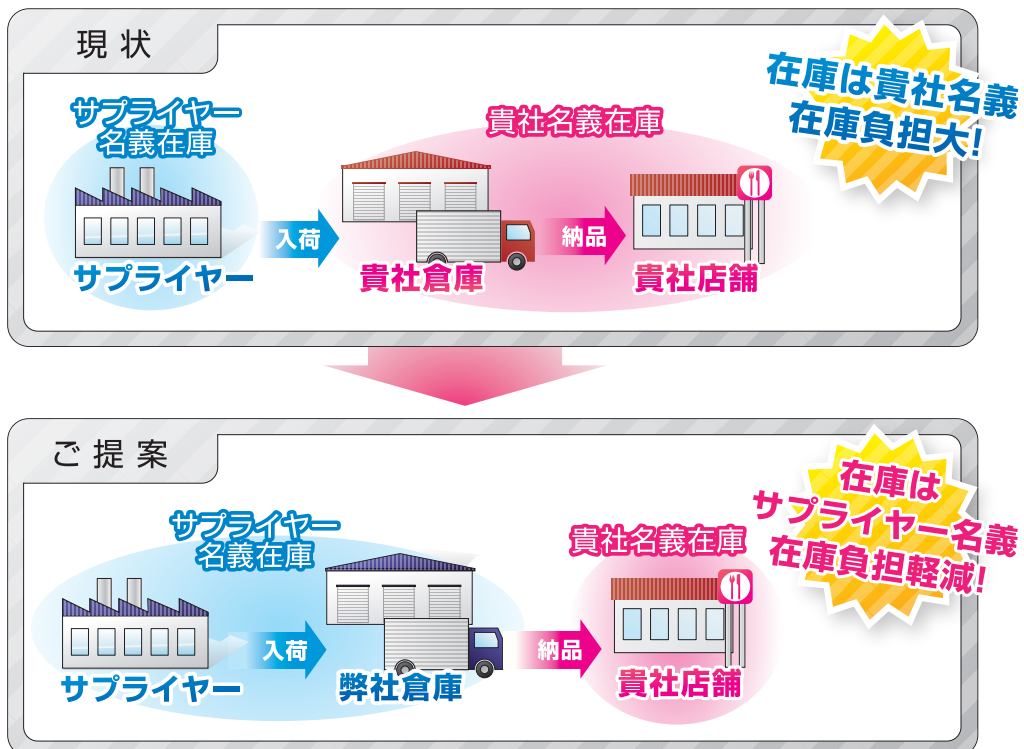 現状
在庫は貴社名義
在庫負担大!
サプライヤー
名義在庫
貴社名義在庫
入荷
納品
サプライヤー
貴社倉庫
貴社店舗
ご提案
在庫は
サプライヤー名義
在庫負担軽減!
サプライヤー
名義在庫
貴社名義在庫
入荷
納品
サプライヤー
弊社倉庫
貴社店舗